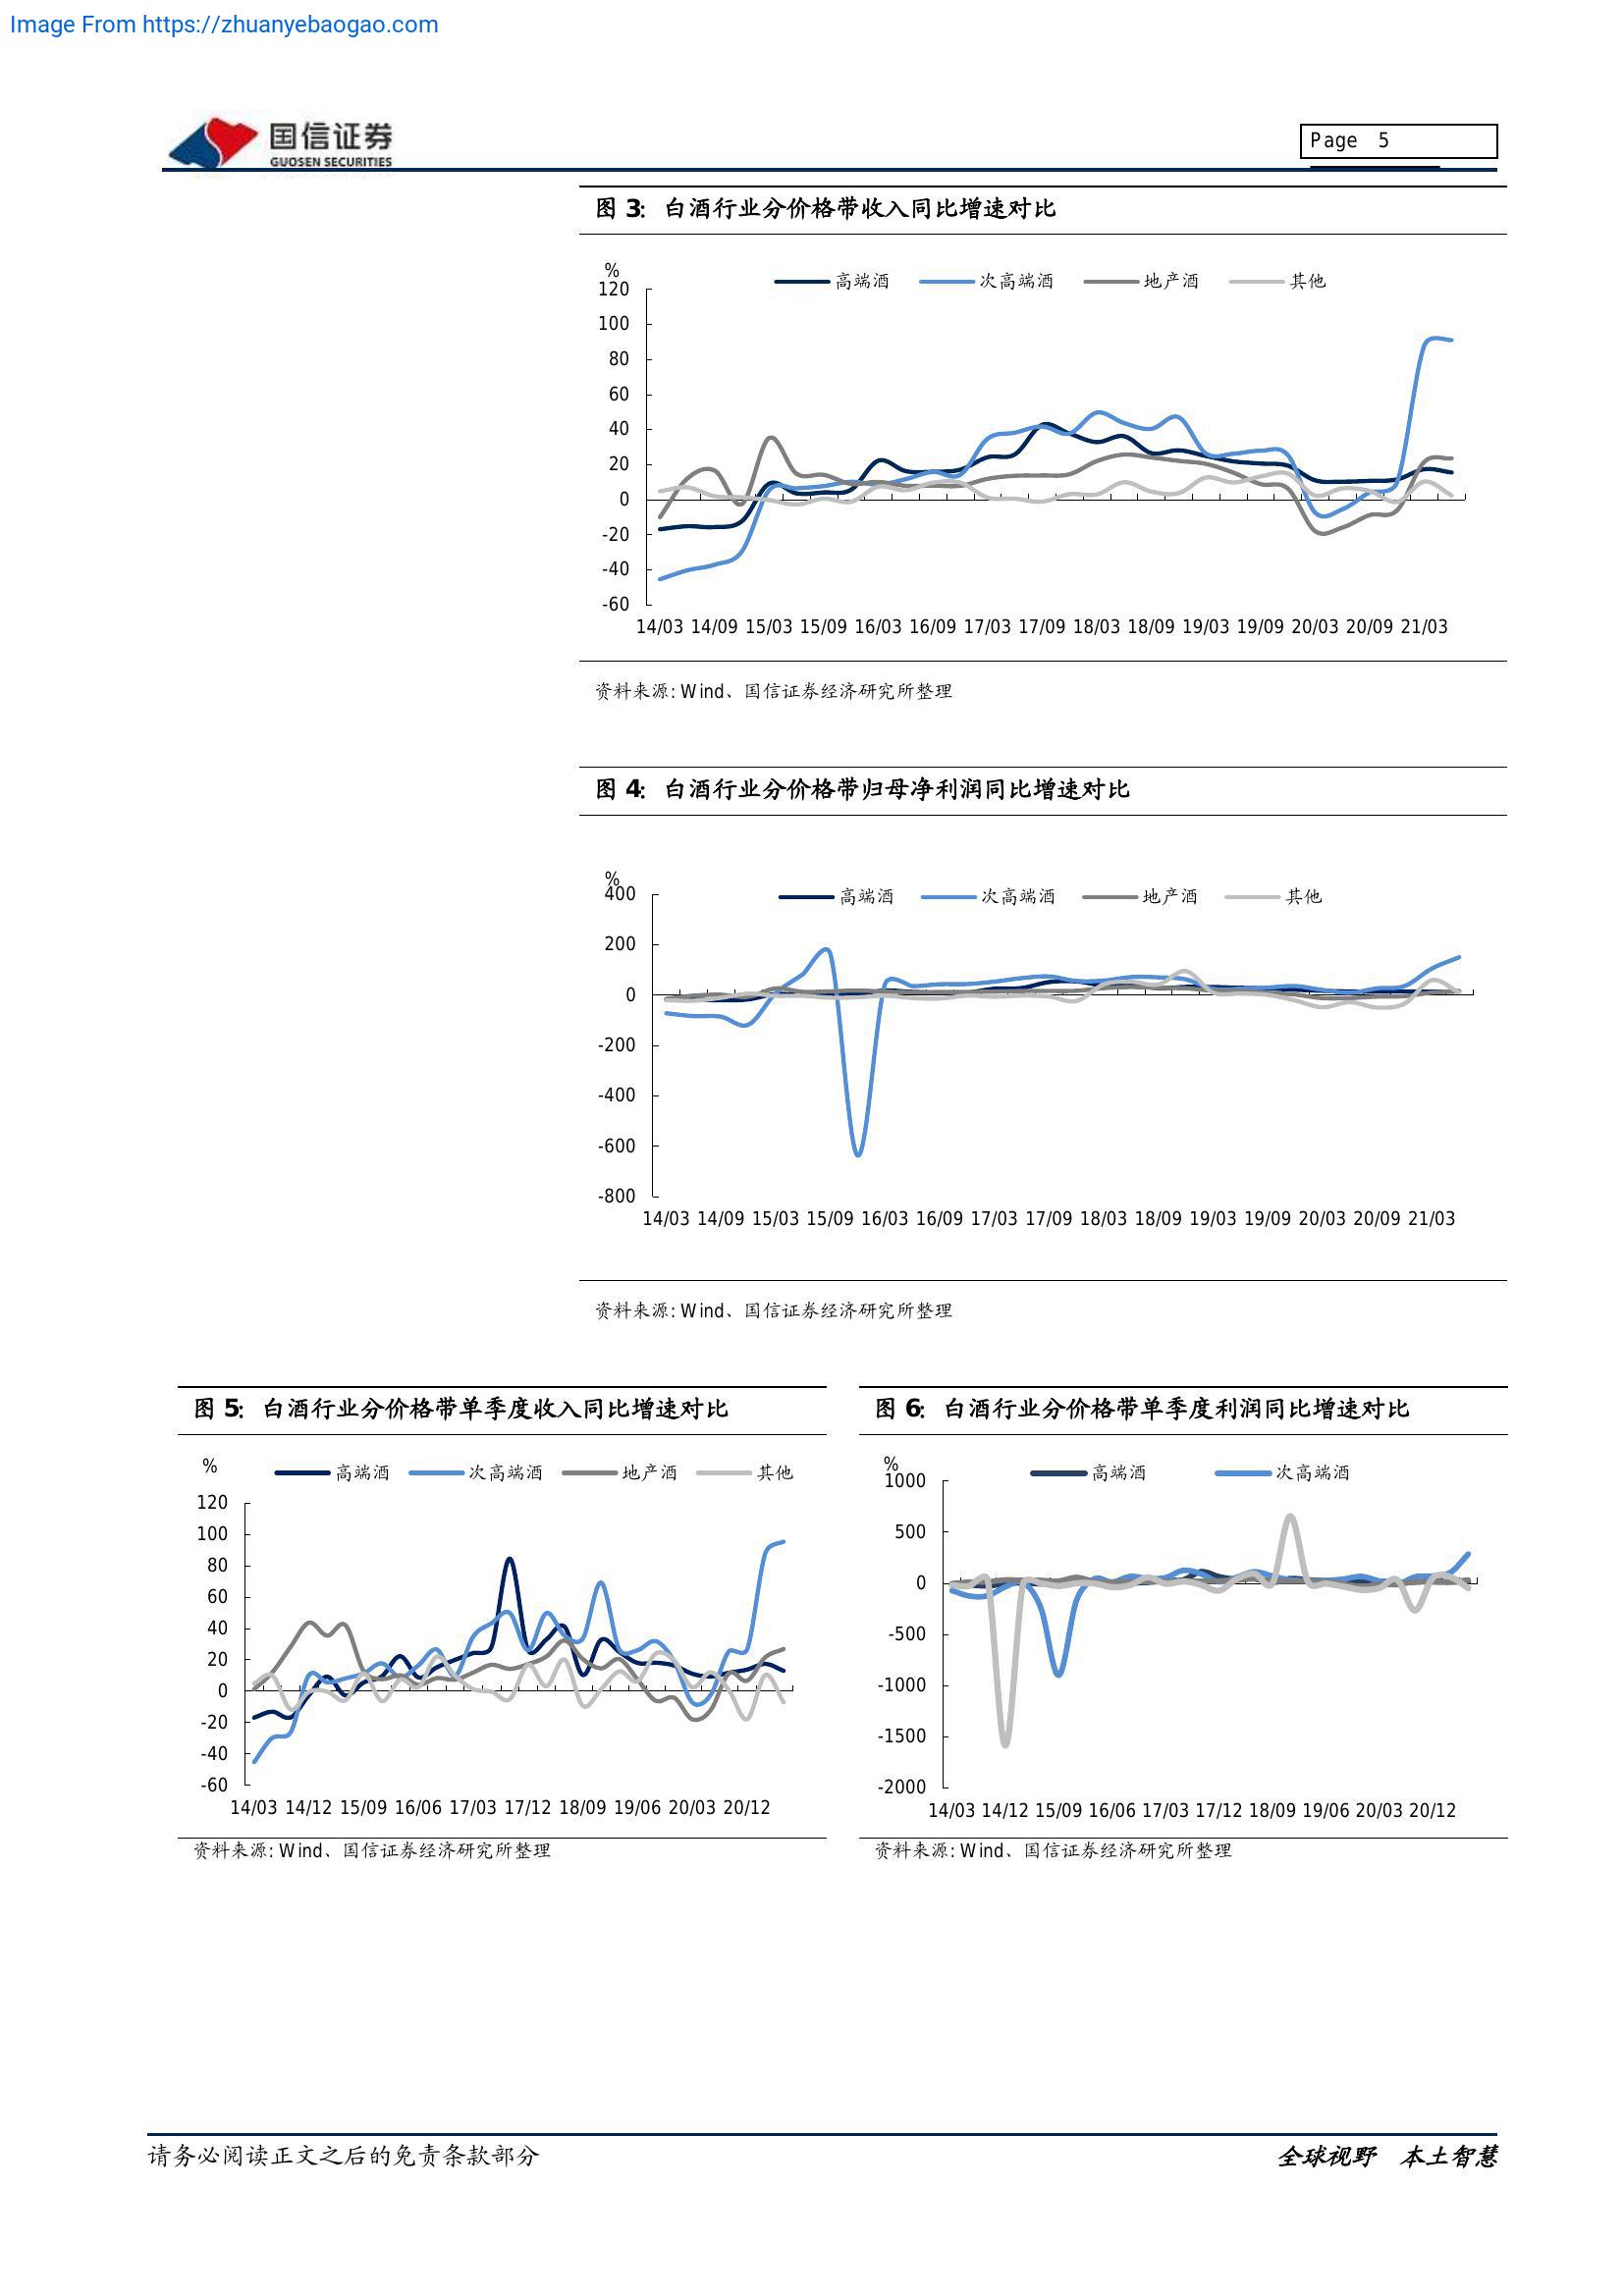 Image From https://zhuanyebaogao.com
国信证券
GUOSEN SECURITIES
Page 5
图 3：白酒行业分价格带收入同比增速对比
%
高端酒 次高端酒 地产酒 其他
120
100
80
60
40
20
0
-20
-40
-60
14/03 14/09 15/03 15/09 16/03 16/09 17/03 17/09 18/03 18/09 19/03 19/09 20/03 20/09 21/03
资料来源: Wind、国信证券经济研究所整理
图 4：白酒行业分价格带归母净利润同比增速对比
%
高端酒 次高端酒 地产酒 其他
400
200
0
-200
-400
-600
-800
14/03 14/09 15/03 15/09 16/03 16/09 17/03 17/09 18/03 18/09 19/03 19/09 20/03 20/09 21/03
资料来源: Wind、国信证券经济研究所整理
图 5：白酒行业分价格带单季度收入同比增速对比
%
高端酒 次高端酒 地产酒 其他
120
100
80
60
40
20
0
-20
-40
-60
14/03 14/12 15/09 16/06 17/03 17/12 18/09 19/06 20/03 20/12
资料来源: Wind、国信证券经济研究所整理
图 6：白酒行业分价格带单季度利润同比增速对比
%
高端酒 次高端酒
1000
500
0
-500
-1000
-1500
-2000
14/03 14/12 15/09 16/06 17/03 17/12 18/09 19/06 20/03 20/12
资料来源: Wind、国信证券经济研究所整理
请务必阅读正文之后的免责条款部分
全球视野 本土智慧